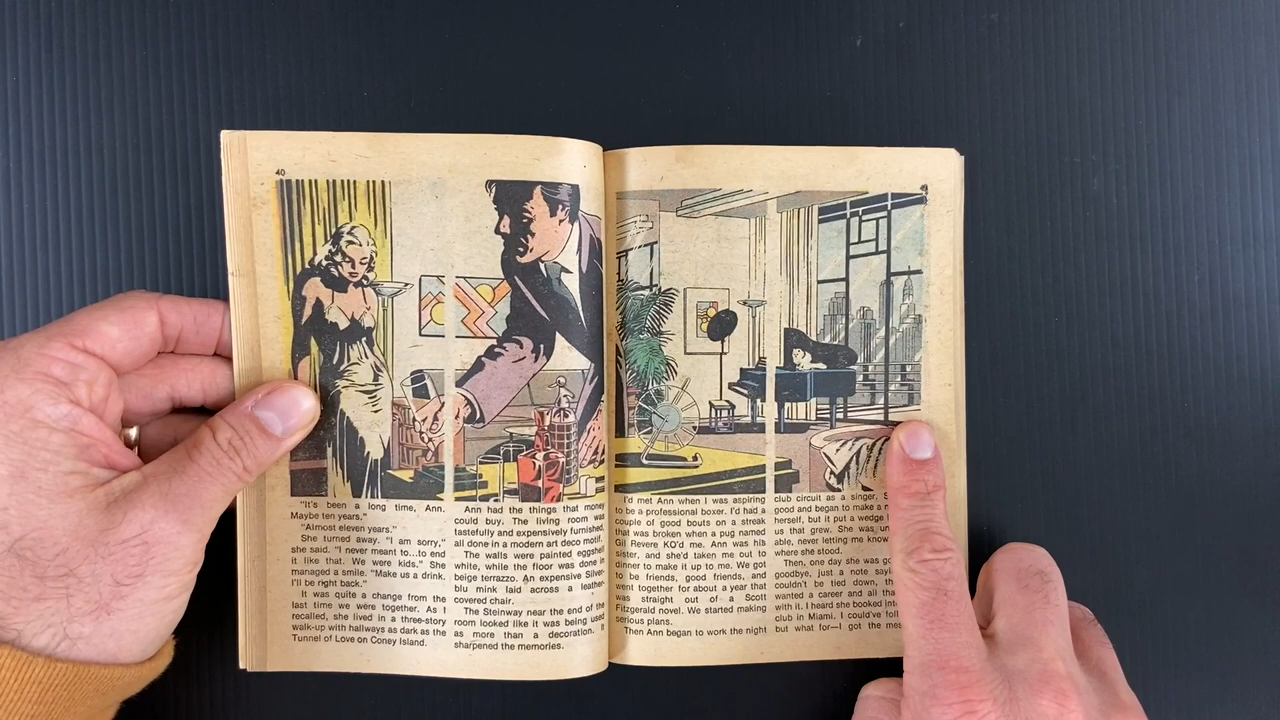 40
"It's been a long time, Ann.
Maybe ten years."
"Almost eleven years."
She turned away. "I am sorry,"
she said. "I never meant to...to end
it like that. We were kids." She
managed a smile. "Make us a drink.
I'll be right back."
It was quite a change from the
last time we were together. As I
recalled, she lived in a three-story
walk-up with hallways as dark as the
Tunnel of Love on Coney Island.
Ann had the things that money
could buy. The living room was
tastefully and expensively furnished,
all done in a modern art deco motif.
The walls were painted eggshell
white, while the floor was done in
beige terrazzo. An expensive Silver-
blu mink laid across a leather-
covered chair.
The Steinway near the end of the
room looked like it was being used
as more than a decoration. It
sharpened the memories.
I'd met Ann when I was aspiring
to be a professional boxer. I'd had a
couple of good bouts on a streak
that was broken when a pug named
Gil Revere KO'd me. Ann was his
sister, and she'd taken me out to
dinner to make it up to me. We got
to be friends, good friends, and
went together for about a year that
was straight out of a Scott
Fitzgerald novel. We started making
serious plans.
Then Ann began to work the night
club circuit as a singer.
good and began to make a
herself, but it put a wedge
us that grew. She was
able, never letting me know
where she stood.
Then, one day she was
goodbye, just a note
couldn't be tied down,
wanted a career and all
with it. I heard she booked
club in Miami. I could've
but what for—I got the